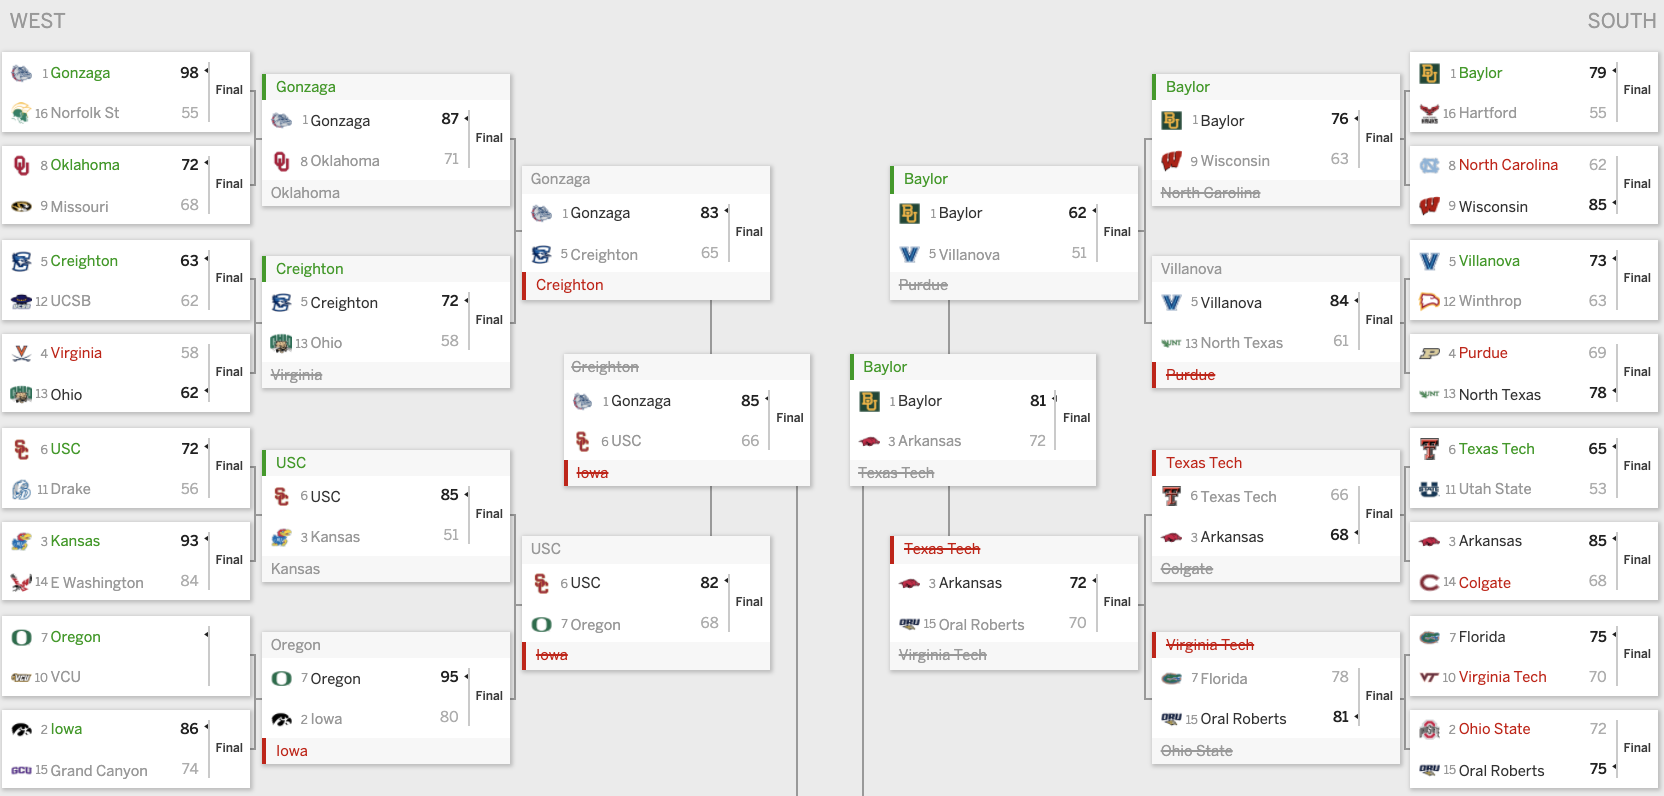 WEST
SOUTH
1 Gonzaga 98
16 Norfolk St 55
Final
8 Oklahoma 72
9 Missouri 68
Final
5 Creighton 63
12 UCSB 62
Final
4 Virginia 58
13 Ohio 62
Final
6 USC 72
11 Drake 56
Final
3 Kansas 93
14 E Washington 84
Final
7 Oregon
10 VCU
2 Iowa 86
15 Grand Canyon 74
Final
Gonzaga
1 Gonzaga 87
8 Oklahoma 71
Final
Oklahoma
Creighton
5 Creighton 72
13 Ohio 58
Final
Virginia
USC
6 USC 85
3 Kansas 51
Final
Kansas
Oregon
7 Oregon 95
2 Iowa 80
Final
Iowa
Gonzaga
1 Gonzaga 83
5 Creighton 65
Final
Creighton
USC
6 USC 82
7 Oregon 68
Final
Iowa
Creighton
1 Gonzaga 85
6 USC 66
Final
Iowa
Baylor
1 Baylor 81
3 Arkansas 72
Final
Texas Tech
Baylor
1 Baylor 62
5 Villanova 51
Final
Purdue
Texas Tech
3 Arkansas 72
15 Oral Roberts 70
Final
Virginia Tech
Baylor
1 Baylor 76
9 Wisconsin 63
Final
North Carolina
Villanova
5 Villanova 84
13 North Texas 61
Final
Purdue
Texas Tech
6 Texas Tech 66
3 Arkansas 68
Final
Colgate
Virginia Tech
7 Florida 78
15 Oral Roberts 81
Final
Ohio State
1 Baylor 79
16 Hartford 55
Final
8 North Carolina 62
9 Wisconsin 85
Final
5 Villanova 73
12 Winthrop 63
Final
4 Purdue 69
13 North Texas 78
Final
6 Texas Tech 65
11 Utah State 53
Final
3 Arkansas 85
14 Colgate 68
Final
7 Florida 75
10 Virginia Tech 70
Final
2 Ohio State 72
15 Oral Roberts 75
Final